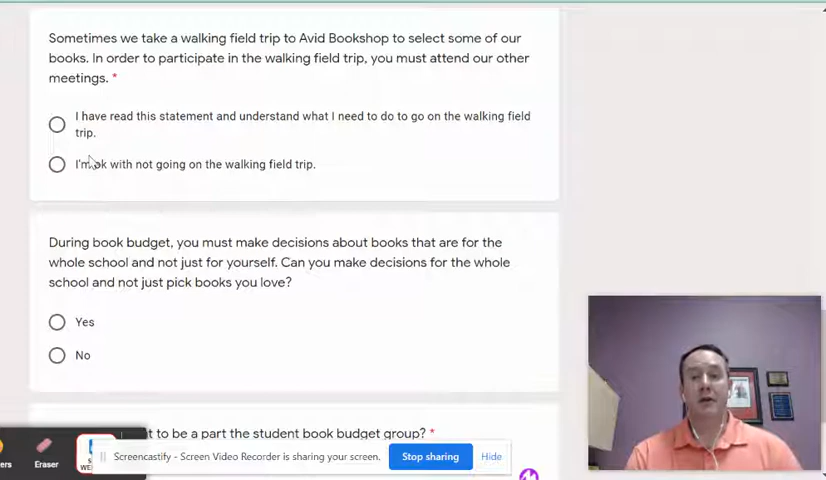 Sometimes we take a walking field trip to Avid Bookshop to select some of our
books. In order to participate in the walking field trip, you must attend our other
meetings. *
I have read this statement and understand what I need to do to go on the walking field
trip.
I'm ok with not going on the walking field trip.
During book budget, you must make decisions about books that are for the
whole school and not just for yourself. Can you make decisions for the whole
school and not just pick books you love?
Yes
No
to be a part the student book budget group? *
Eraser
Screencastify - Screen Video Recorder is sharing your screen.
Stop sharing
Hide